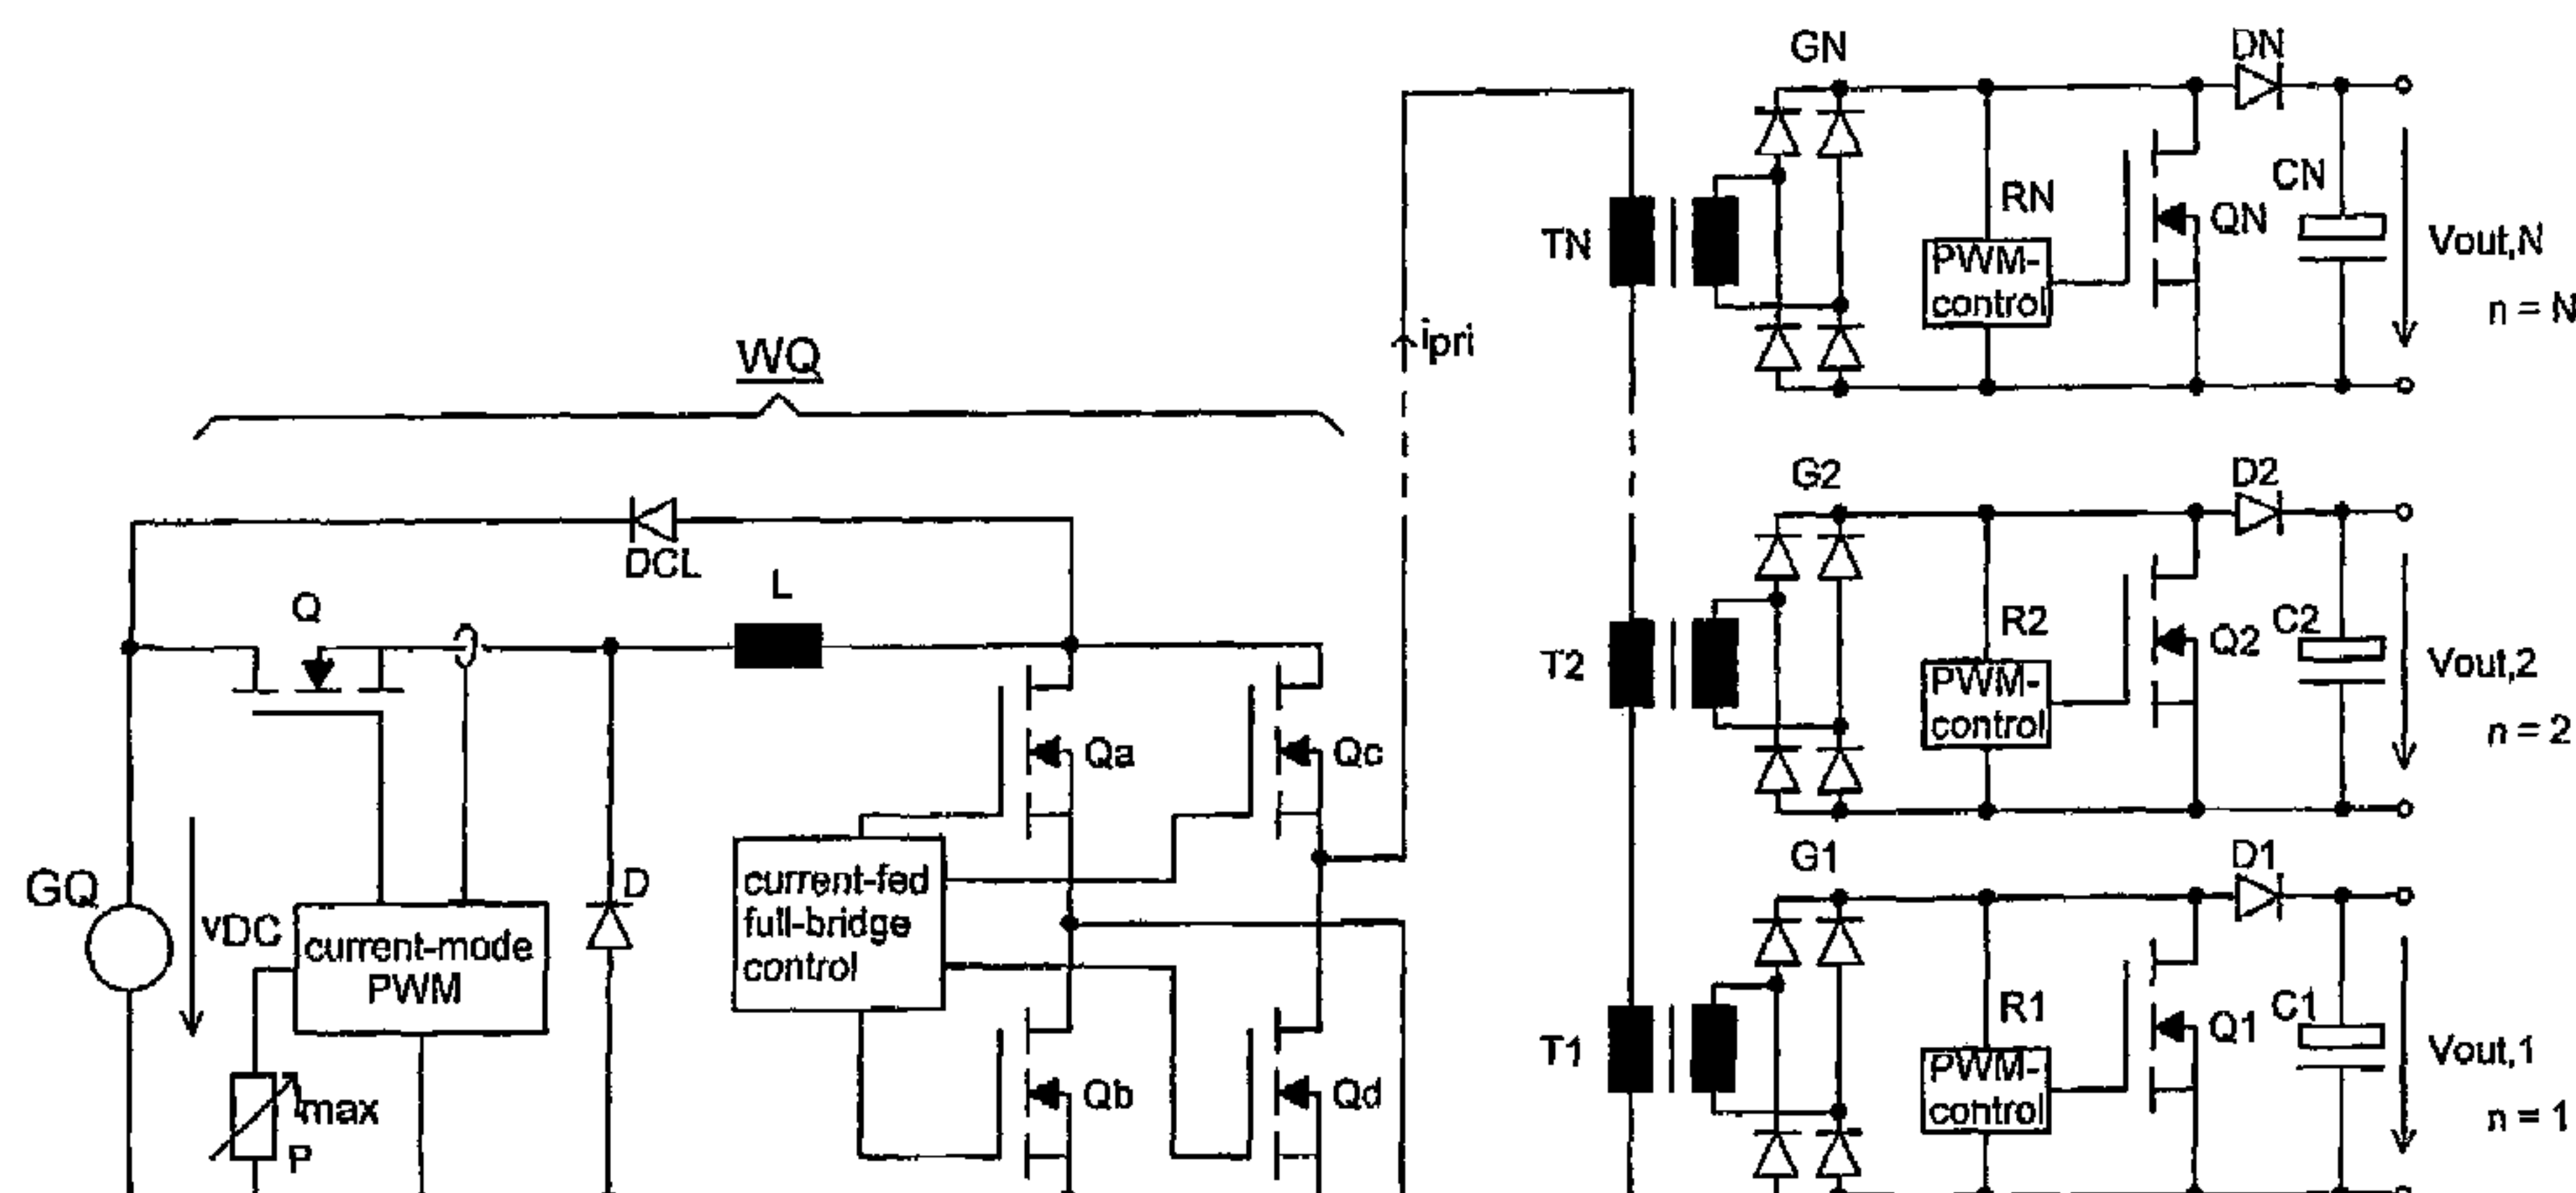 GN
DN
RN
CN
TN
PWM-
control
QN
Vout,N
n = N
WQ
ipri
G2
D2
DCL
L
Q
R2
C2
T2
PWM-
control
Q2
Vout,2
n = 2
Qa
Qc
GQ
vDC
current-mode
PWM
D
current-fed
full-bridge
control
G1
D1
R1
C1
T1
PWM-
control
Q1
Vout,1
n = 1
Imax
P
Qb
Qd